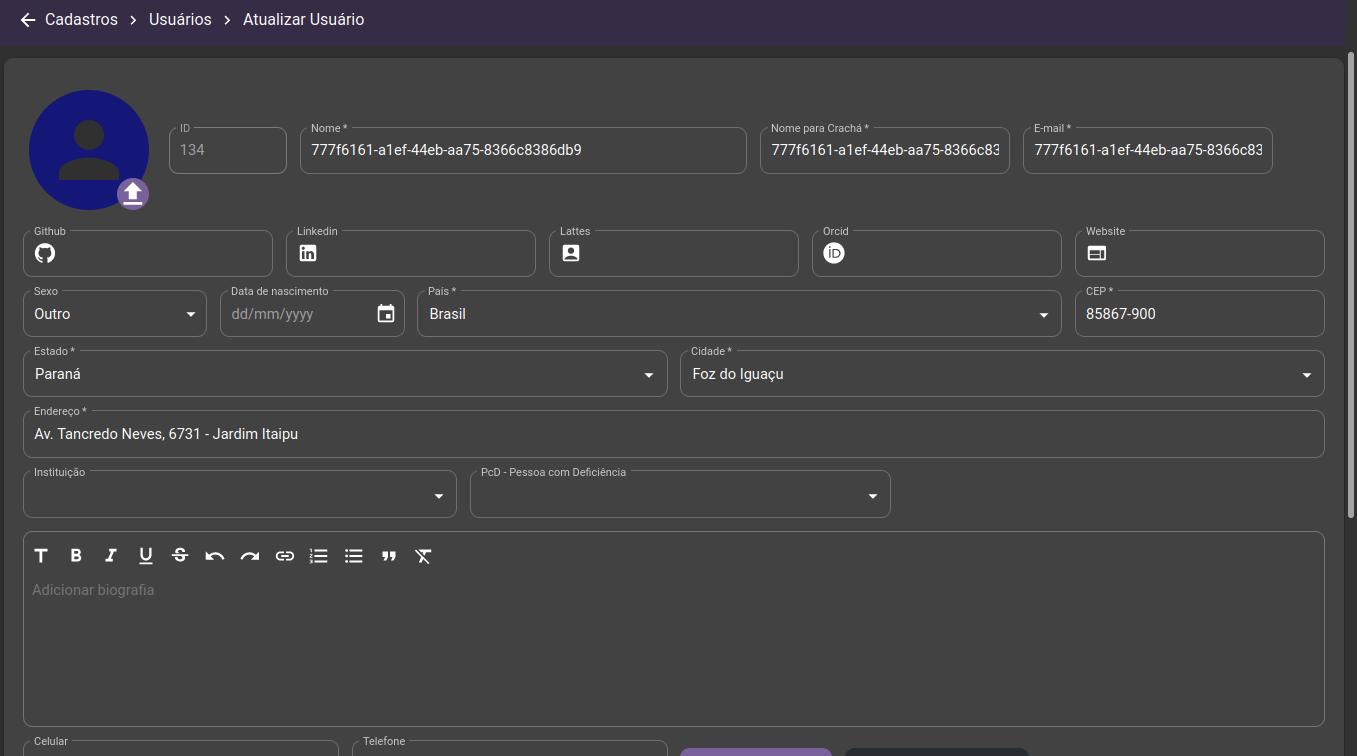 Cadastros > Usuários > Atualizar Usuário
ID
134
Nome *
777f6161-a1ef-44eb-aa75-8366c8386db9
Nome para Crachá *
777f6161-a1ef-44eb-aa75-8366c83
E-mail *
777f6161-a1ef-44eb-aa75-8366c83
Github
Linkedin
in
Lattes
Orcid
iD
Website
Sexo
Outro
Data de nascimento
dd/mm/yyyy
País *
Brasil
CEP *
85867-900
Estado *
Paraná
Cidade *
Foz do Iguaçu
Endereço *
Av. Tancredo Neves, 6731 - Jardim Itaipu
Instituição
PcD - Pessoa com Deficiência
T B I U S
Adicionar biografia
Celular
Telefone